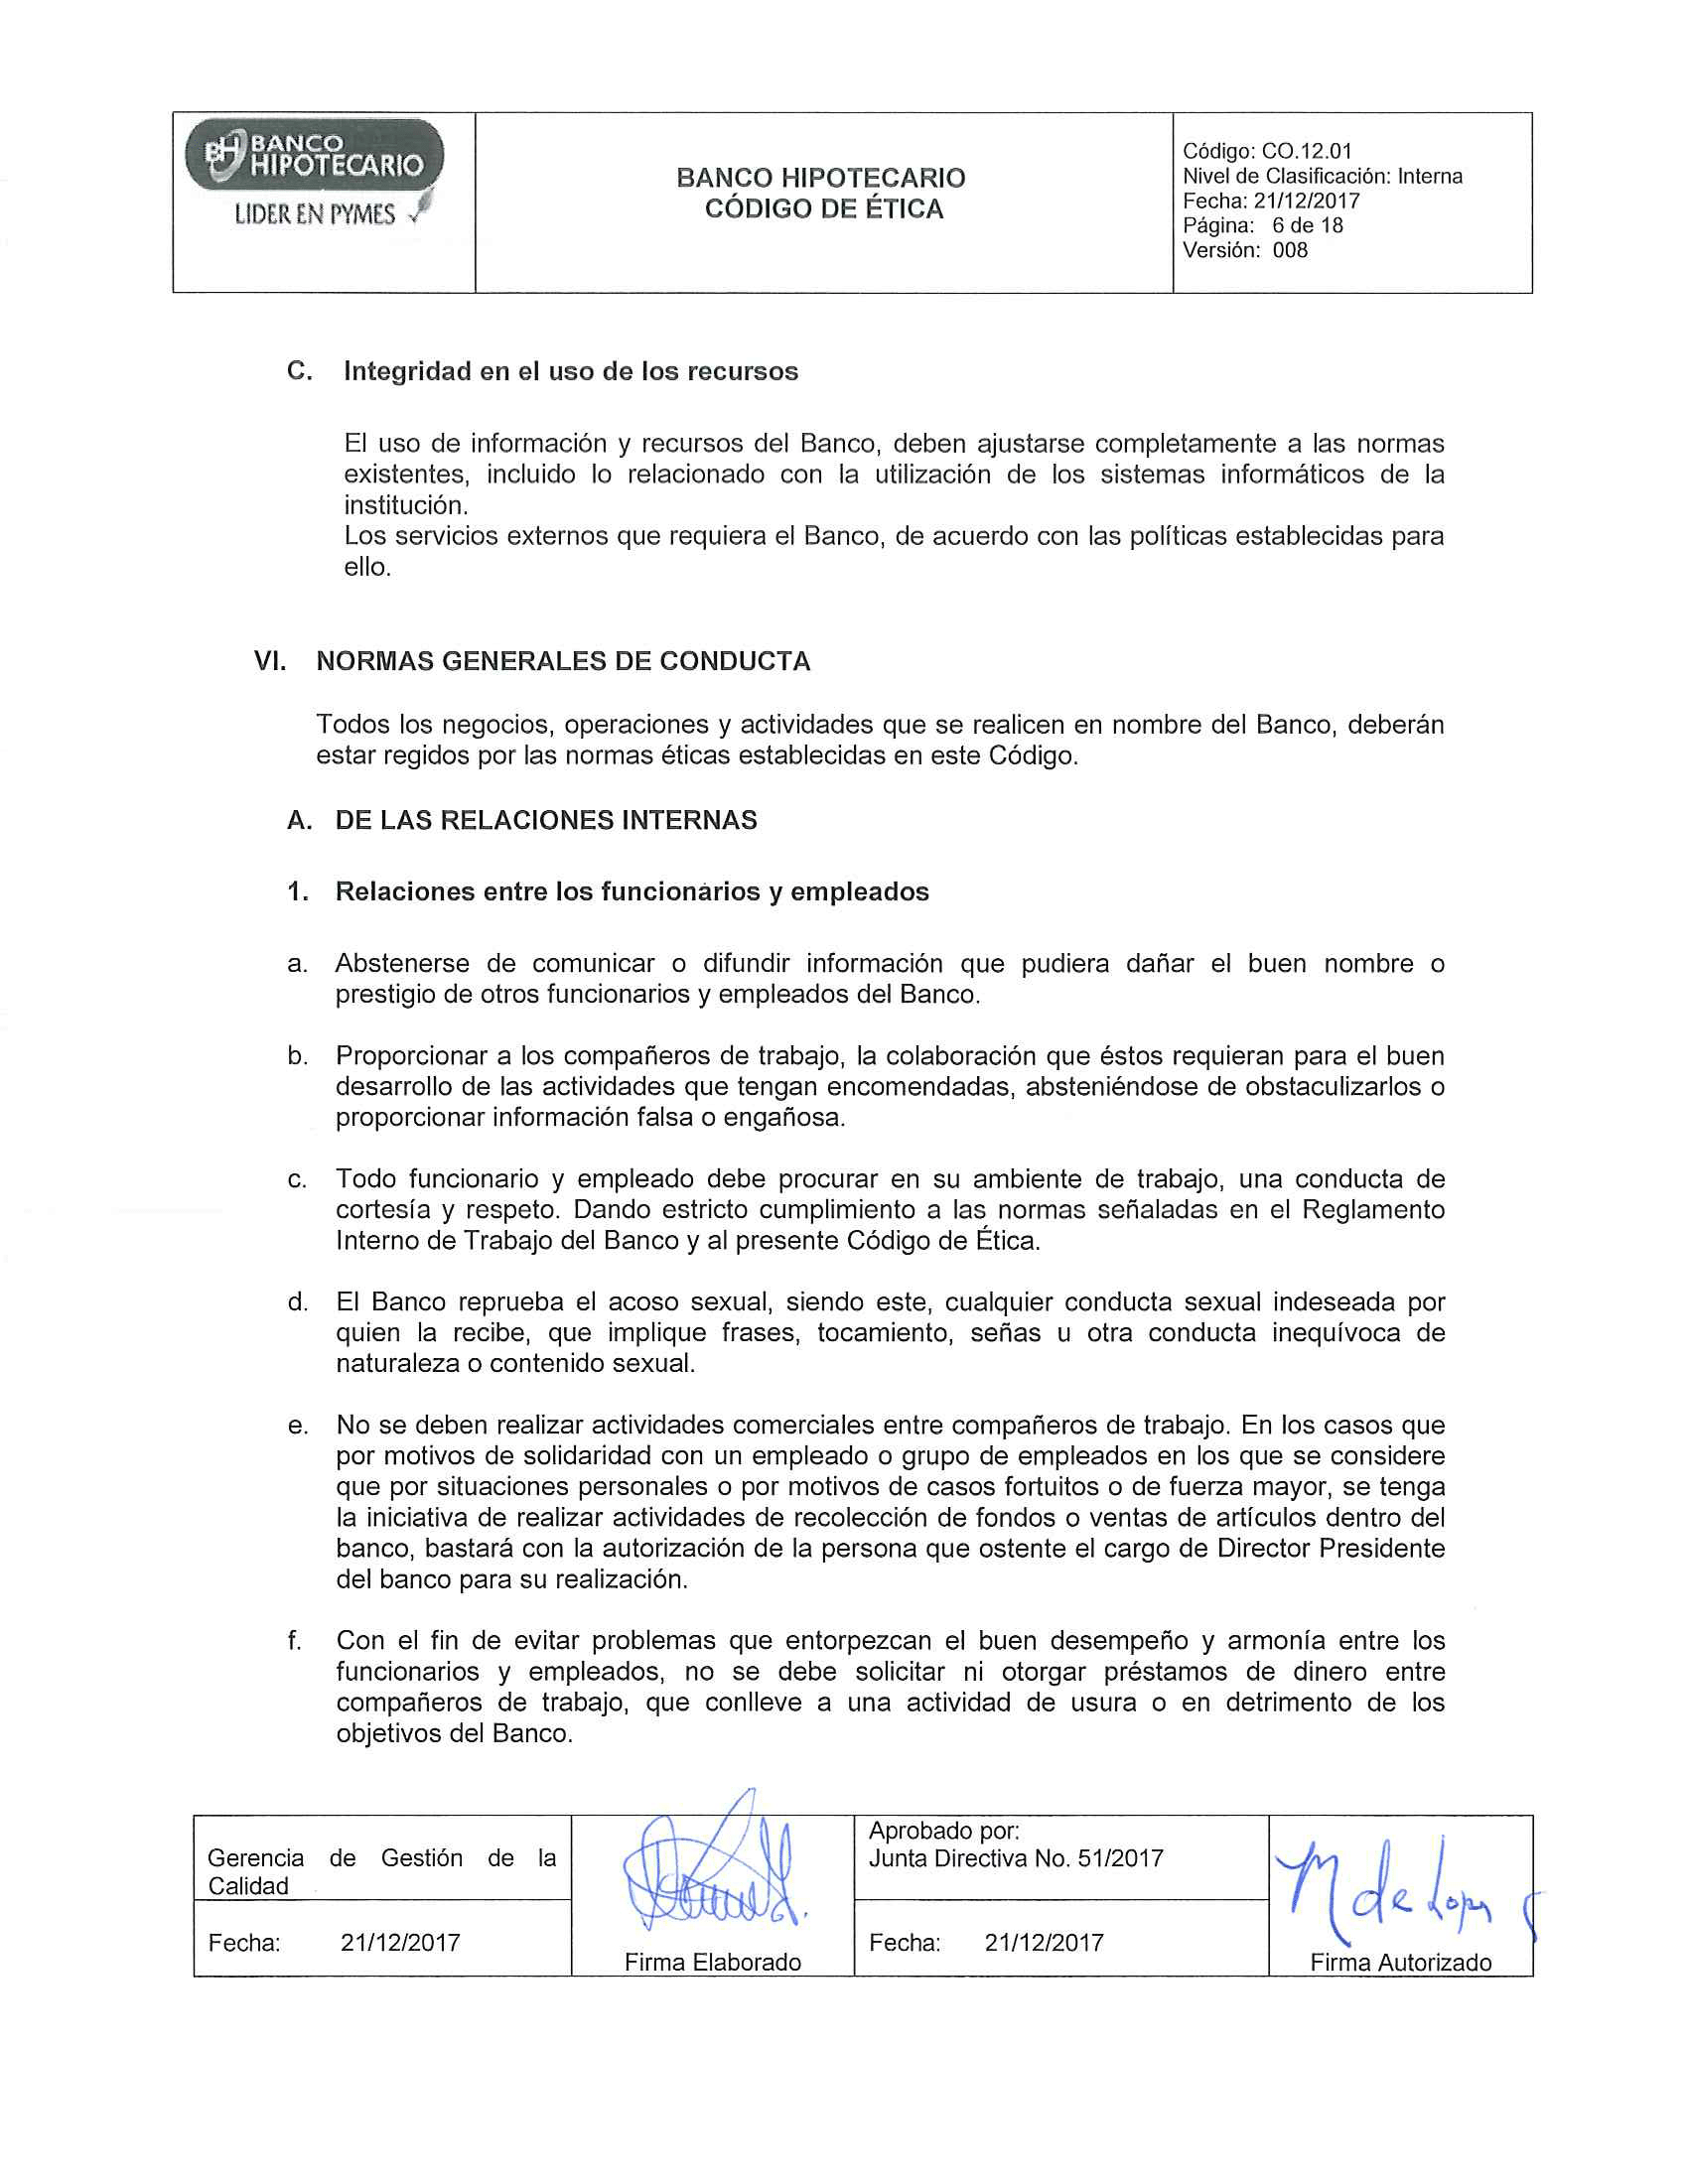 BH BANCO
HIPOTECARIO
LIDER EN PYMES
BANCO HIPOTECARIO
CÓDIGO DE ÉTICA
Código: CO.12.01
Nivel de Clasificación: Interna
Fecha: 21/12/2017
Página: 6 de 18
Versión: 008
C. Integridad en el uso de los recursos
El uso de información y recursos del Banco, deben ajustarse completamente a las normas
existentes, incluido lo relacionado con la utilización de los sistemas informáticos de la
institución.
Los servicios externos que requiera el Banco, de acuerdo con las políticas establecidas para
ello.
VI. NORMAS GENERALES DE CONDUCTA
Todos los negocios, operaciones y actividades que se realicen en nombre del Banco, deberán
estar regidos por las normas éticas establecidas en este Código.
A. DE LAS RELACIONES INTERNAS
1. Relaciones entre los funcionarios y empleados
a. Abstenerse de comunicar o difundir información que pudiera dañar el buen nombre o
prestigio de otros funcionarios y empleados del Banco.
b. Proporcionar a los compañeros de trabajo, la colaboración que éstos requieran para el buen
desarrollo de las actividades que tengan encomendadas, absteniéndose de obstaculizarlos o
proporcionar información falsa o engañosa.
c. Todo funcionario y empleado debe procurar en su ambiente de trabajo, una conducta de
cortesía y respeto. Dando estricto cumplimiento a las normas señaladas en el Reglamento
Interno de Trabajo del Banco y al presente Código de Ética.
d. El Banco reprueba el acoso sexual, siendo este, cualquier conducta sexual indeseada por
quien la recibe, que implique frases, tocamiento, señas u otra conducta inequívoca de
naturaleza o contenido sexual.
e. No se deben realizar actividades comerciales entre compañeros de trabajo. En los casos que
por motivos de solidaridad con un empleado o grupo de empleados en los que se considere
que por situaciones personales o por motivos de casos fortuitos o de fuerza mayor, se tenga
la iniciativa de realizar actividades de recolección de fondos o ventas de artículos dentro del
banco, bastará con la autorización de la persona que ostente el cargo de Director Presidente
del banco para su realización.
f. Con el fin de evitar problemas que entorpezcan el buen desempeño y armonía entre los
funcionarios y empleados, no se debe solicitar ni otorgar préstamos de dinero entre
compañeros de trabajo, que conlleve a una actividad de usura o en detrimento de los
objetivos del Banco.
Gerencia de Gestión de la
Calidad
Fecha: 21/12/2017
Firma Elaborado
Aprobado por:
Junta Directiva No. 51/2017
Fecha: 21/12/2017
M de Lopez
Firma Autorizado